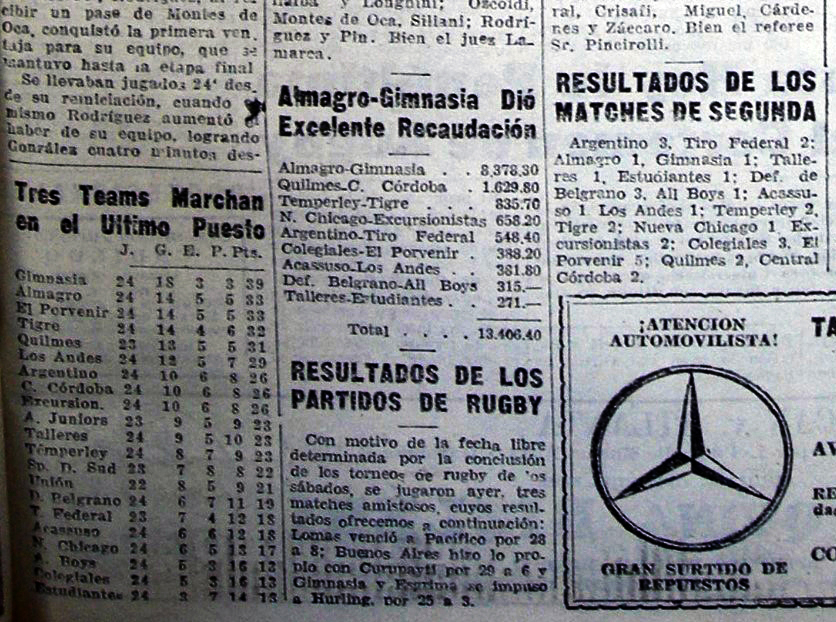 cibir un pase de Montes de
Oca, conquistó la primera ven
taja para su equipo, que se
mantuvo hasta la etapa final
Se llevaban jugados 24' des-
de su reiniciación, cuando
mismo Rodríguez aumentó el
haber de su equipo, logrando
González cuatro minutos des-
Tres Teams Marchan
en el Ultimo Puesto
J. G. E. P. Pts.
Gimnasia 24 18 3 3 39
Almagro 24 14 5 5 33
El Porvenir 24 14 5 5 33
Tigre 24 14 4 6 32
Quilmes 23 13 5 5 31
Los Andes 24 12 5 7 29
Argentino 24 10 6 8 26
C. Córdoba 24 10 6 8 26
Excursion. 24 10 6 8 26
A. Juniors 23 9 5 9 23
Talleres 24 9 5 10 23
Temperley 24 8 7 9 23
Sp. D. Sud 23 7 8 8 22
Unión 22 8 5 9 21
D. Belgrano 24 6 7 11 19
T. Federal 23 7 4 12 18
Acassuso 24 6 6 12 18
N. Chicago 24 6 5 13 17
A. Boys 24 5 3 16 13
Colegiales 24 5 3 16 13
Estudiantes 24 3 7 14 13
y Longhini; Ozcoidi,
Montes de Oca, Sillani; Rodrí-
guez y Pin. Bien el juez La-
marca.
Almagro-Gimnasia Dió
Excelente Recaudación
Almagro-Gimnasia . . 8,378.30
Quilmes-C. Córdoba . 1.629.80
Temperley-Tigre . . . 835.70
N. Chicago-Excursionistas 658.20
Argentino-Tiro Federal 548.40
Colegiales-El Porvenir . 388.20
Acassuso-Los Andes . 381.80
Def. Belgrano-All Boys 315.—
Talleres-Estudiantes . 271.—
Total . . . . 13.406.40
RESULTADOS DE LOS
PARTIDOS DE RUGBY
Con motivo de la fecha libre
determinada por la conclusión
de los torneos de rugby de 'os
sábados, se jugaron ayer, tres
matches amistosos, cuyos resul-
tados ofrecemos a continuación:
Lomas venció a Pacífico por 28
a 8; Buenos Aires hizo lo pro-
pio con Curupayti por 29 a 6 y
Gimnasia y Esgrima se impuso
a Hurling, por 25 a 3.
ral, Crisafi, Miguel, Cárde-
nes y Záccaro. Bien el referee
Sr. Pincirolli.
RESULTADOS DE LOS
MATCHES DE SEGUNDA
Argentino 3, Tiro Federal 2;
Almagro 1, Gimnasia 1; Talle-
res 1, Estudiantes 1; Def. de
Belgrano 3, All Boys 1; Acassu-
so 1 Los Andes 1; Temperley 2,
Tigre 2; Nueva Chicago 1, Ex-
cursionistas 2; Colegiales 3, El
Porvenir 5; Quilmes 2, Central
Córdoba 2.
¡ATENCION
AUTOMOVILISTA!
GRAN SURTIDO DE
REPUESTOS
TA
AV
RE
da
CO